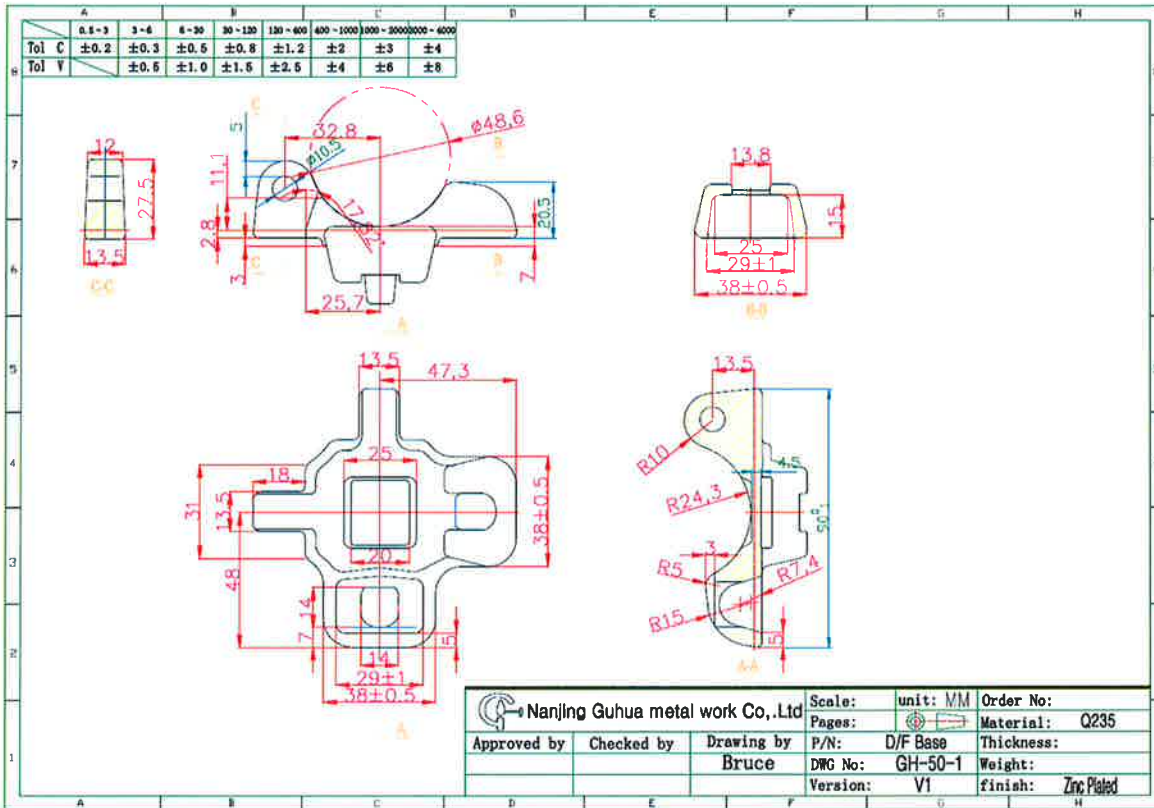 A B C D E F G H
0.5~3 3~6 6~30 30~120 120~400 400~1000 1000~2000 2000~4000
Tol C ±0.2 ±0.3 ±0.5 ±0.8 ±1.2 ±2 ±3 ±4
Tol V ±0.5 ±1.0 ±1.5 ±2.5 ±4 ±6 ±8
8
7
6
5
4
3
2
1
12
27.5
13.5
C-C
C
5
32.8
ø48,6
ø10.5
B
11,1
2.8
3
C
25.7
20.5
B
7
A
13,8
15
25
29±1
38±0.5
B-B
13.5
47,3
25
18
31
13.5
38±0.5
20
48
14
7
5
14
29±1
38±0.5
A
13.5
R10
4.5
R24,3
3
R5
R7,4
R15
5
A-A
Nanjing Guhua metal work Co,.Ltd
Scale: unit: MM Order No:
Pages: Material: Q235
Approved by Checked by Drawing by P/N: D/F Base Thickness:
Bruce DWG No: GH-50-1 Weight:
Version: V1 finish: Zinc Plated
A B C D E F G